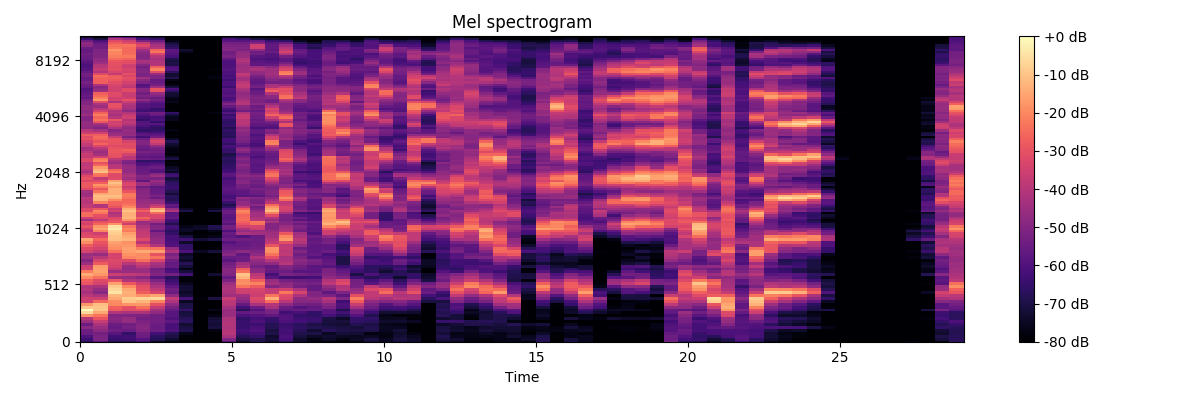 Mel spectrogram
Hz
8192
4096
2048
1024
512
0
0 5 10 15 20 25
Time
+0 dB
-10 dB
-20 dB
-30 dB
-40 dB
-50 dB
-60 dB
-70 dB
-80 dB